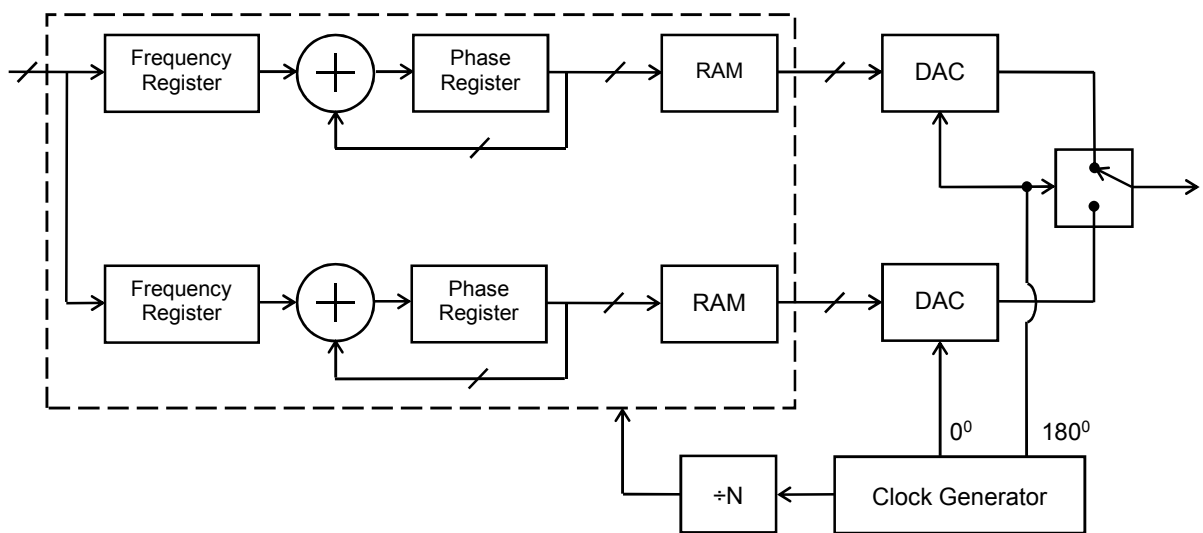 Frequency
Register
Phase
Register
RAM
DAC
Frequency
Register
Phase
Register
RAM
DAC
0⁰
180⁰
÷N
Clock Generator